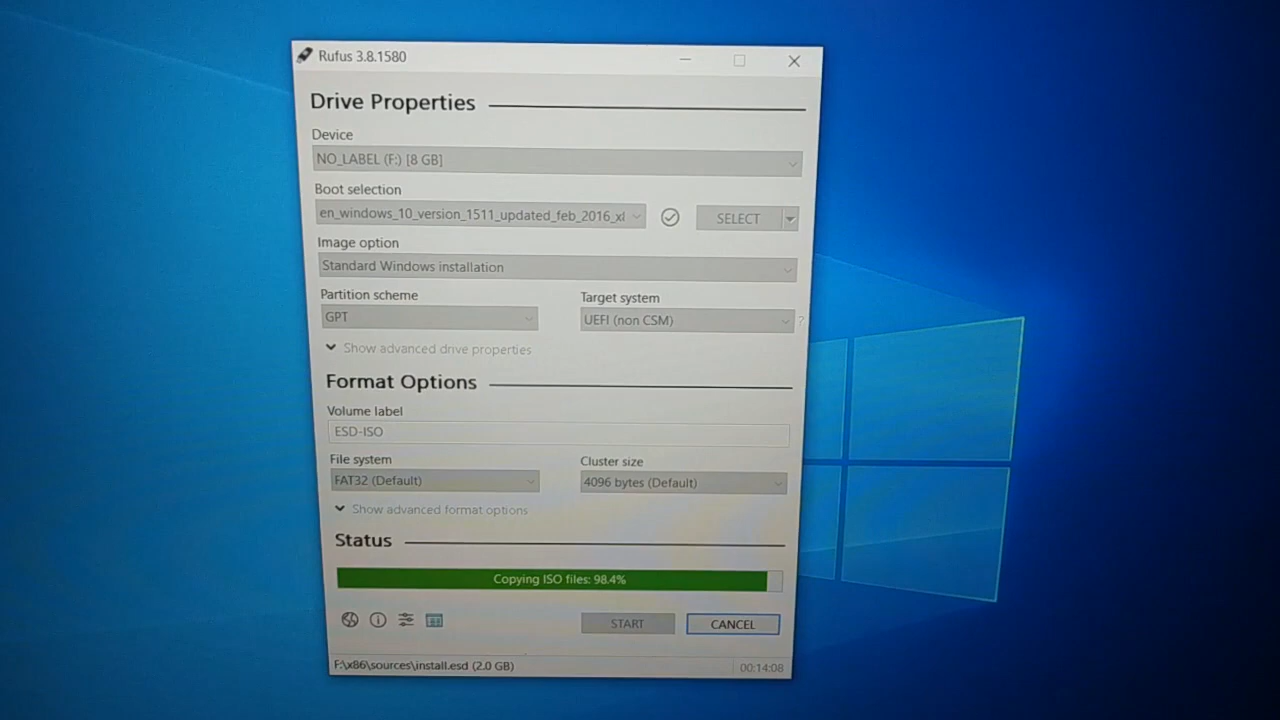 Rufus 3.8.1580
Drive Properties
Device
NO_LABEL (F:) [8 GB]
Boot selection
en_windows_10_version_1511_updated_feb_2016_xl
SELECT
Image option
Standard Windows installation
Partition scheme
Target system
GPT
UEFI (non CSM)
?
Show advanced drive properties
Format Options
Volume label
ESD-ISO
File system
Cluster size
FAT32 (Default)
4096 bytes (Default)
Show advanced format options
Status
Copying ISO files: 98.4%
START
CANCEL
F:\x86\sources\install.esd (2.0 GB)
00:14:08